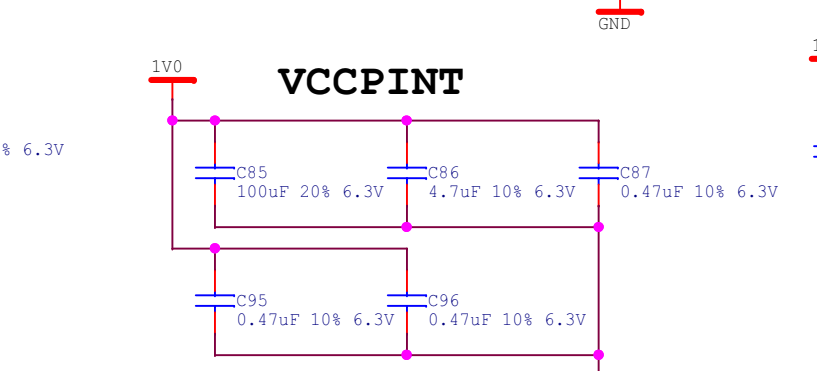 GND
1V0
VCCPINT
% 6.3V
C85
100uF 20% 6.3V
C86
4.7uF 10% 6.3V
C87
0.47uF 10% 6.3V
C95
0.47uF 10% 6.3V
C96
0.47uF 10% 6.3V